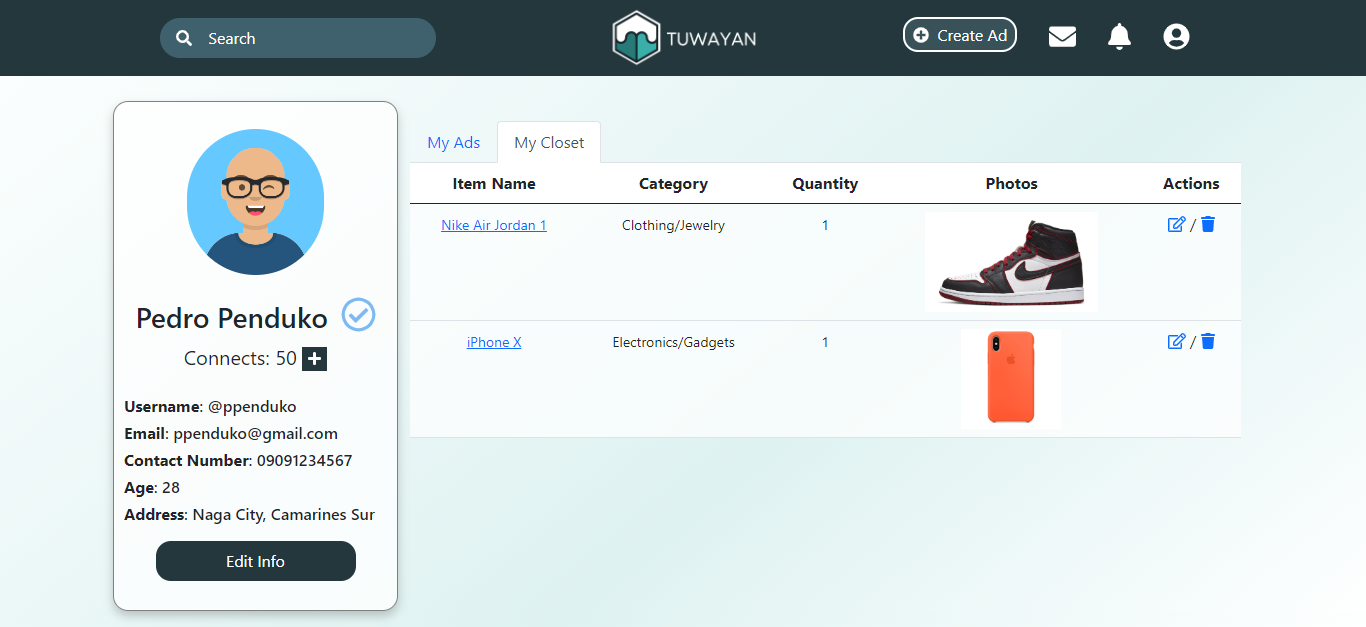 Search
TUWAYAN
Create Ad
Pedro Penduko
Connects: 50
Username: @ppenduko
Email: ppenduko@gmail.com
Contact Number: 09091234567
Age: 28
Address: Naga City, Camarines Sur
Edit Info
My Ads My Closet
Item Name Category Quantity Photos Actions
Nike Air Jordan 1 Clothing/Jewelry 1 /
iPhone X Electronics/Gadgets 1 /